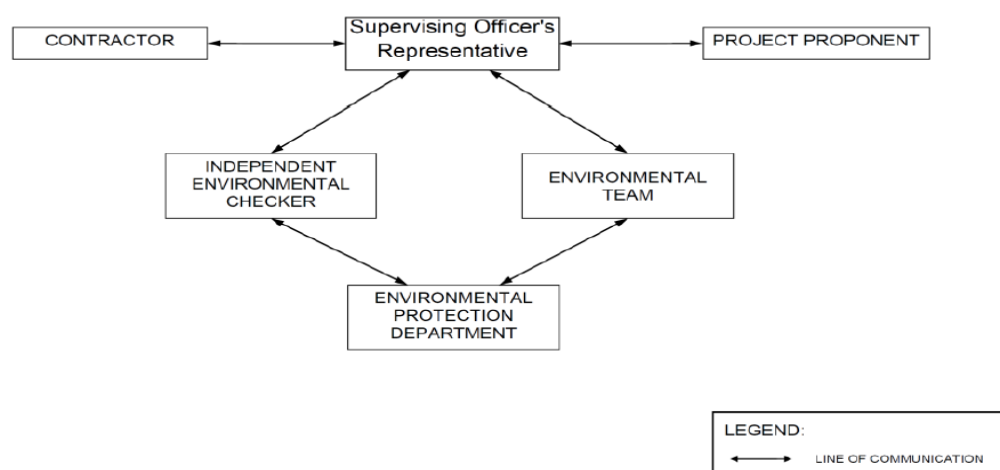 CONTRACTOR
Supervising Officer's
Representative
PROJECT PROPONENT
INDEPENDENT
ENVIRONMENTAL
CHECKER
ENVIRONMENTAL
TEAM
ENVIRONMENTAL
PROTECTION
DEPARTMENT
LEGEND:
LINE OF COMMUNICATION